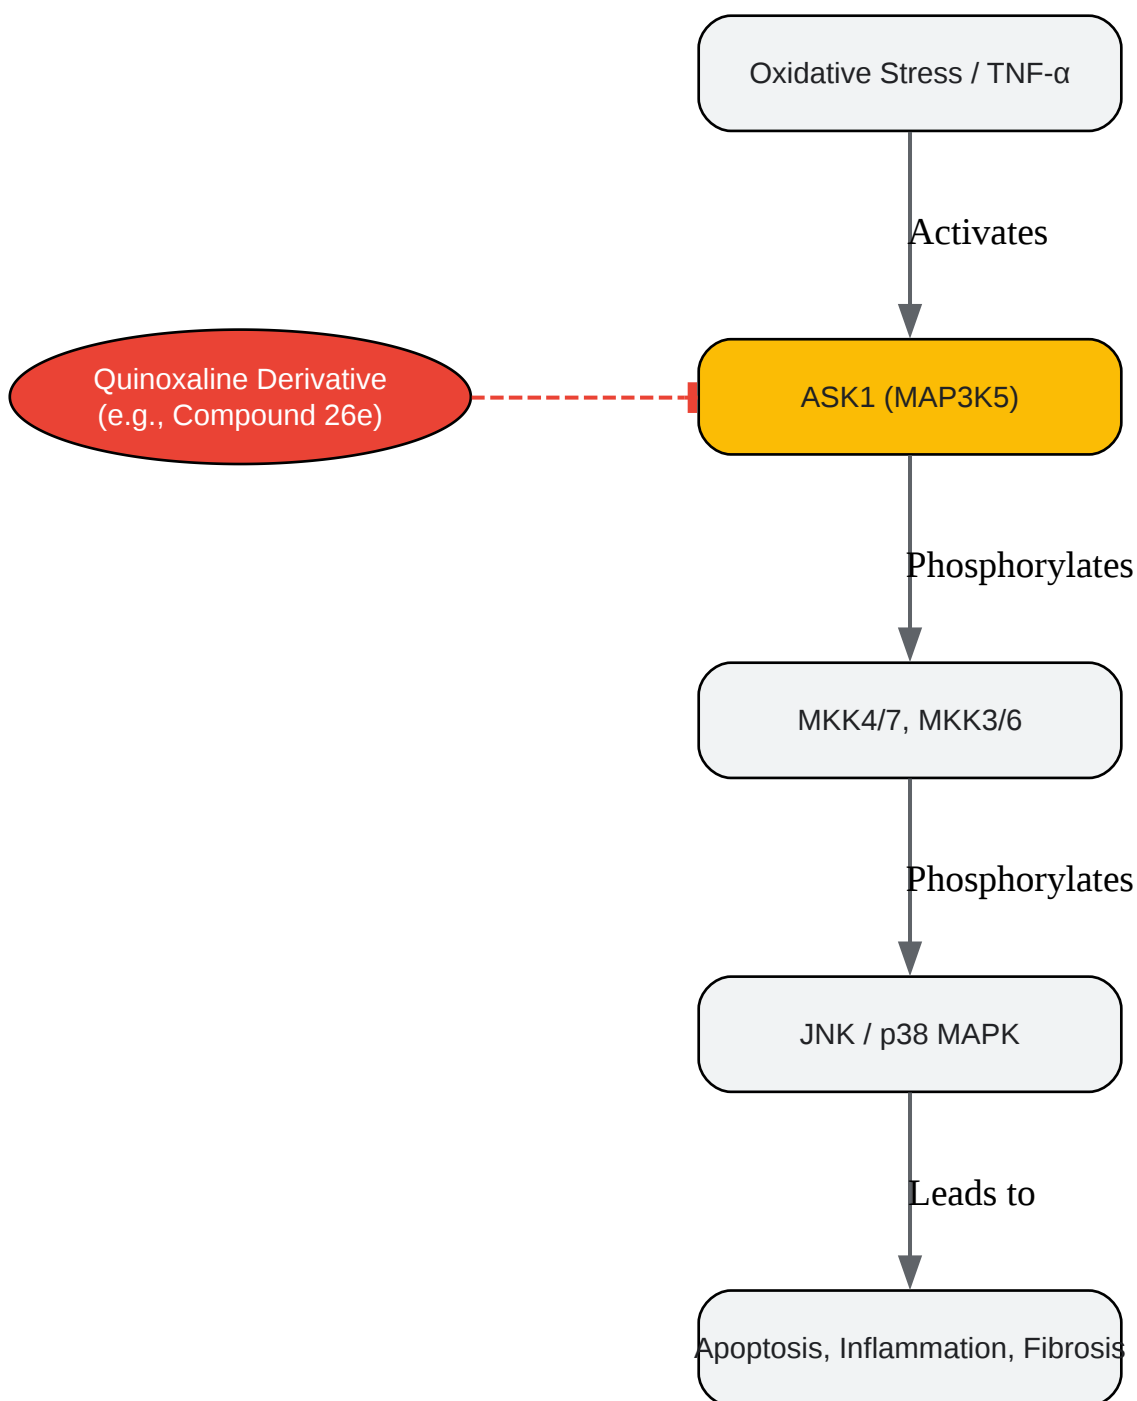 Oxidative Stress / TNF-α
Activates
Quinoxaline Derivative
(e.g., Compound 26e)
ASK1 (MAP3K5)
Phosphorylates
MKK4/7, MKK3/6
Phosphorylates
JNK / p38 MAPK
Leads to
Apoptosis, Inflammation, Fibrosis